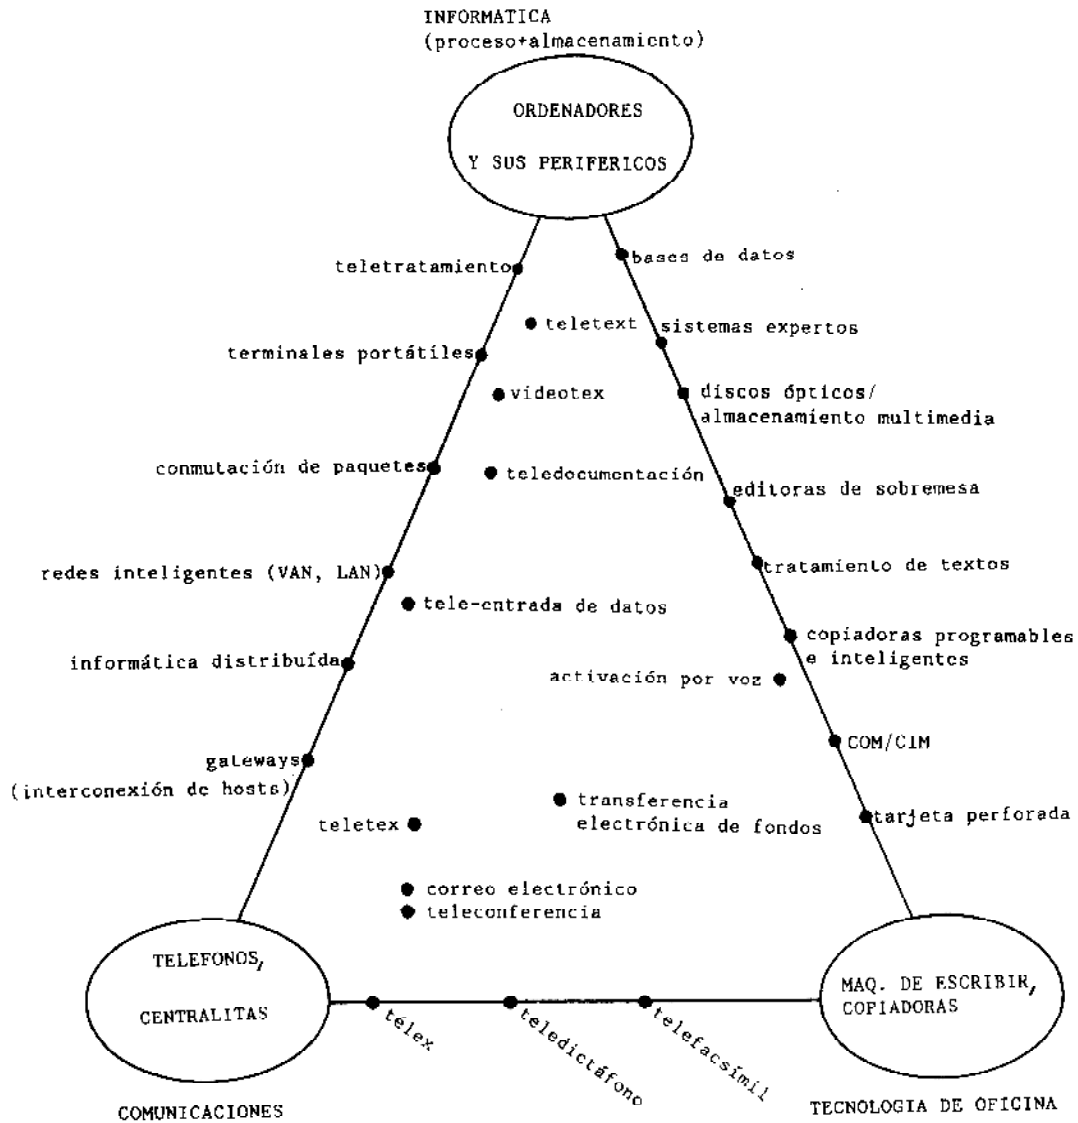 INFORMATICA
(proceso+almacenamiento)
ORDENADORES
Y SUS PERIFERICOS
teletratamiento
bases de datos
teletext
sistemas expertos
terminales portátiles
vídeotex
discos ópticos/
almacenamiento multimedia
conmutación de paquetes
teledocumentación
editoras de sobremesa
redes inteligentes (VAN, LAN)
tratamiento de textos
tele-entrada de datos
copiadoras programables
e inteligentes
informática distribuída
activación por voz
COM/CIM
gateways
(interconexión de hosts)
transferencia
electrónica de fondos
teletex
tarjeta perforada
correo electrónico
teleconferencia
TELEFONOS,
CENTRALITAS
MAQ. DE ESCRIBIR,
COPIADORAS
télex
teledictáfono
telefacsímil
COMUNICACIONES
TECNOLOGIA DE OFICINA